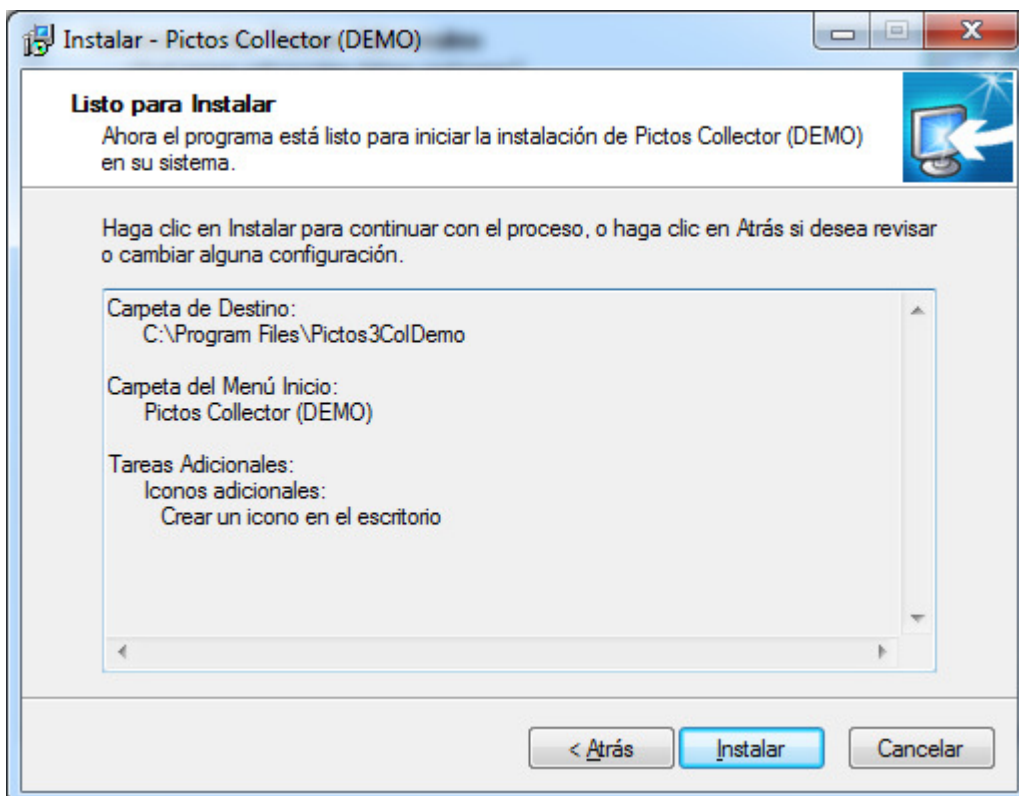 Instalar - Pictos Collector (DEMO)
Listo para Instalar
Ahora el programa está listo para iniciar la instalación de Pictos Collector (DEMO)
en su sistema.
Haga clic en Instalar para continuar con el proceso, o haga clic en Atrás si desea revisar
o cambiar alguna configuración.
Carpeta de Destino:
C:\Program Files\Pictos3ColDemo
Carpeta del Menú Inicio:
Pictos Collector (DEMO)
Tareas Adicionales:
Iconos adicionales:
Crear un icono en el escritorio
< Atrás
Instalar
Cancelar